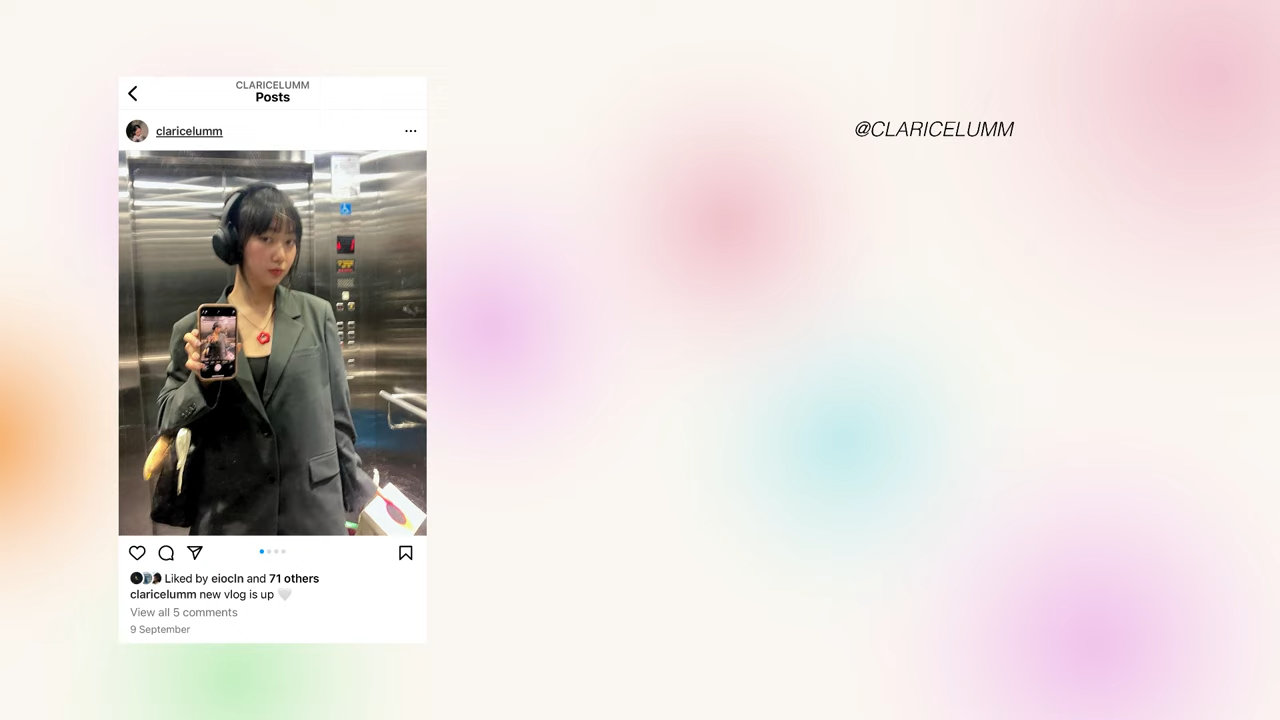 CLARICELUMM
Posts
claricelumm
Liked by eiocln and 71 others
claricelumm new vlog is up 🤍
View all 5 comments
9 September
@CLARICELUMM